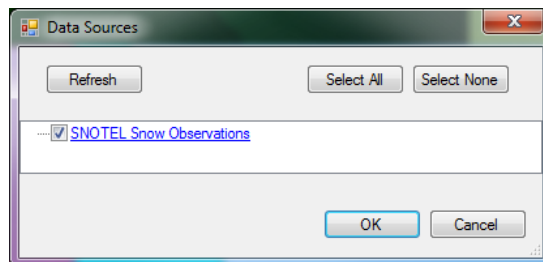 Data Sources
Refresh Select All Select None
SNOTEL Snow Observations
OK Cancel